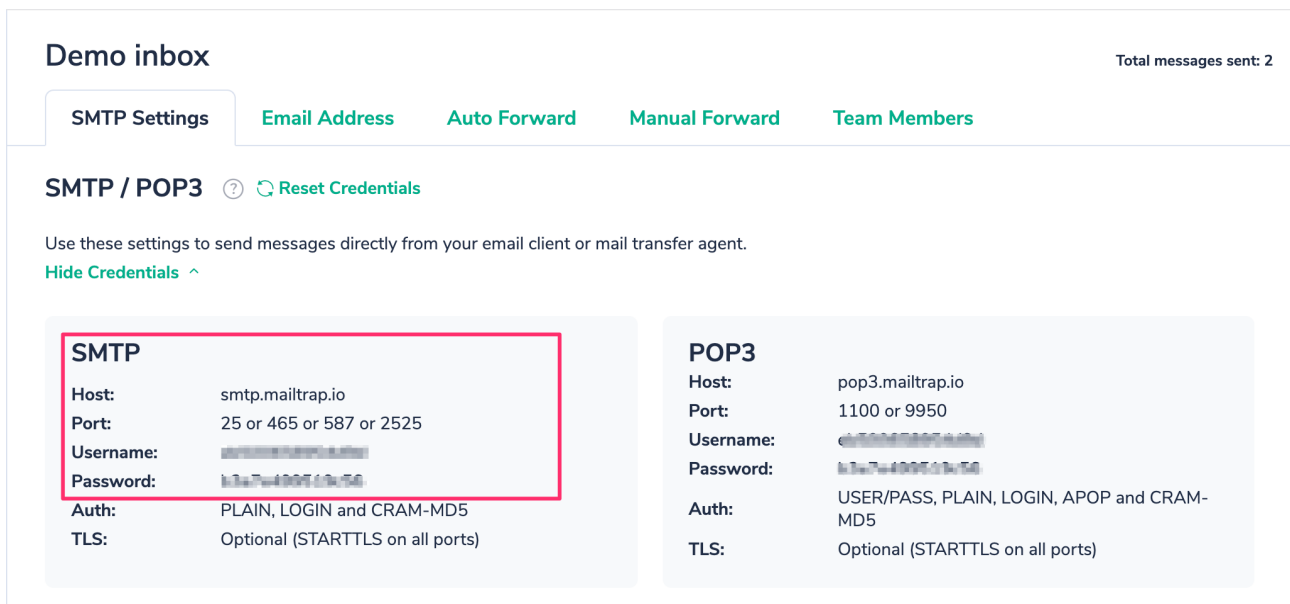 Demo inbox
Total messages sent: 2
SMTP Settings
Email Address
Auto Forward
Manual Forward
Team Members
SMTP / POP3 ? Reset Credentials
Use these settings to send messages directly from your email client or mail transfer agent.
Hide Credentials
SMTP
Host: smtp.mailtrap.io
Port: 25 or 465 or 587 or 2525
Username:
Password:
Auth: PLAIN, LOGIN and CRAM-MD5
TLS: Optional (STARTTLS on all ports)
POP3
Host: pop3.mailtrap.io
Port: 1100 or 9950
Username:
Password:
Auth: USER/PASS, PLAIN, LOGIN, APOP and CRAM-
MD5
TLS: Optional (STARTTLS on all ports)